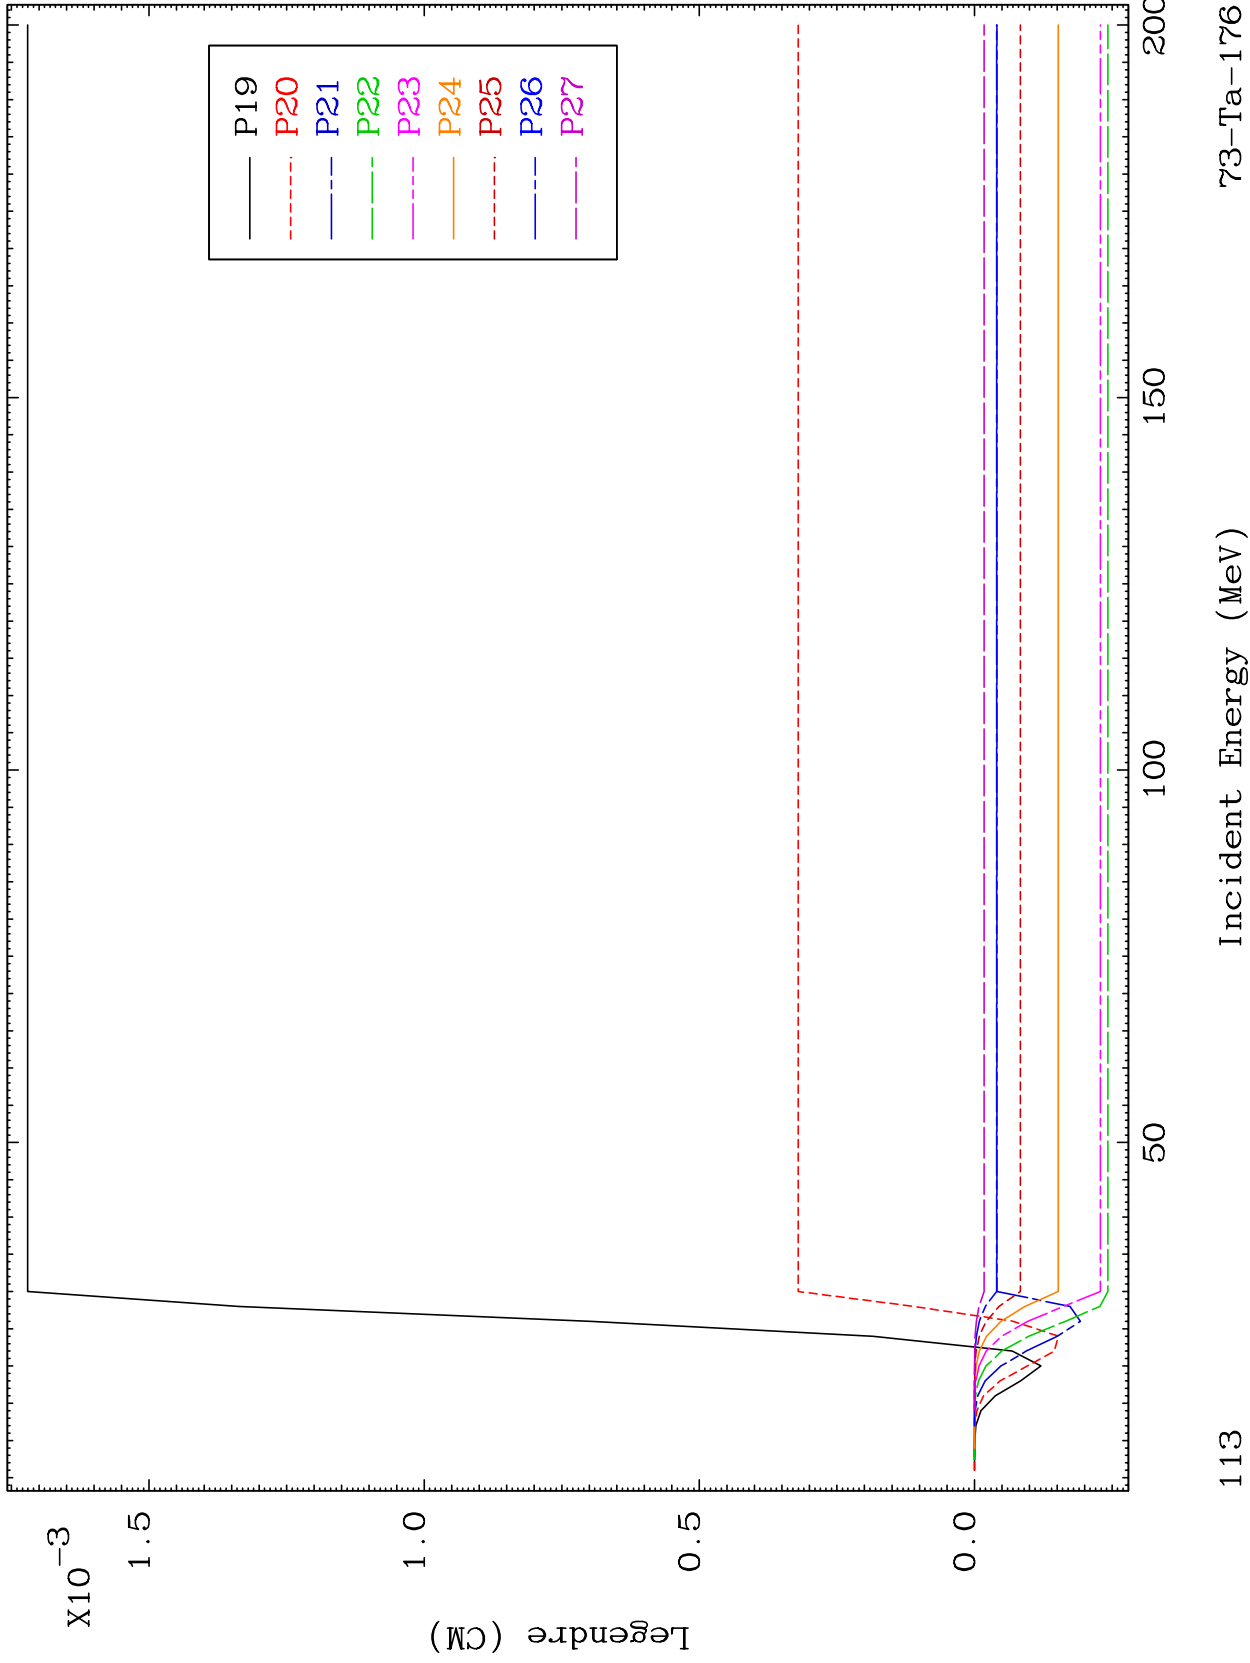 X10-3
1.5
1.0
0.5
0.0
Legendre (CM)
P19
P20
P21
P22
P23
P24
P25
P26
P27
50
100
150
200
Incident Energy (MeV)
113
73-Ta-176